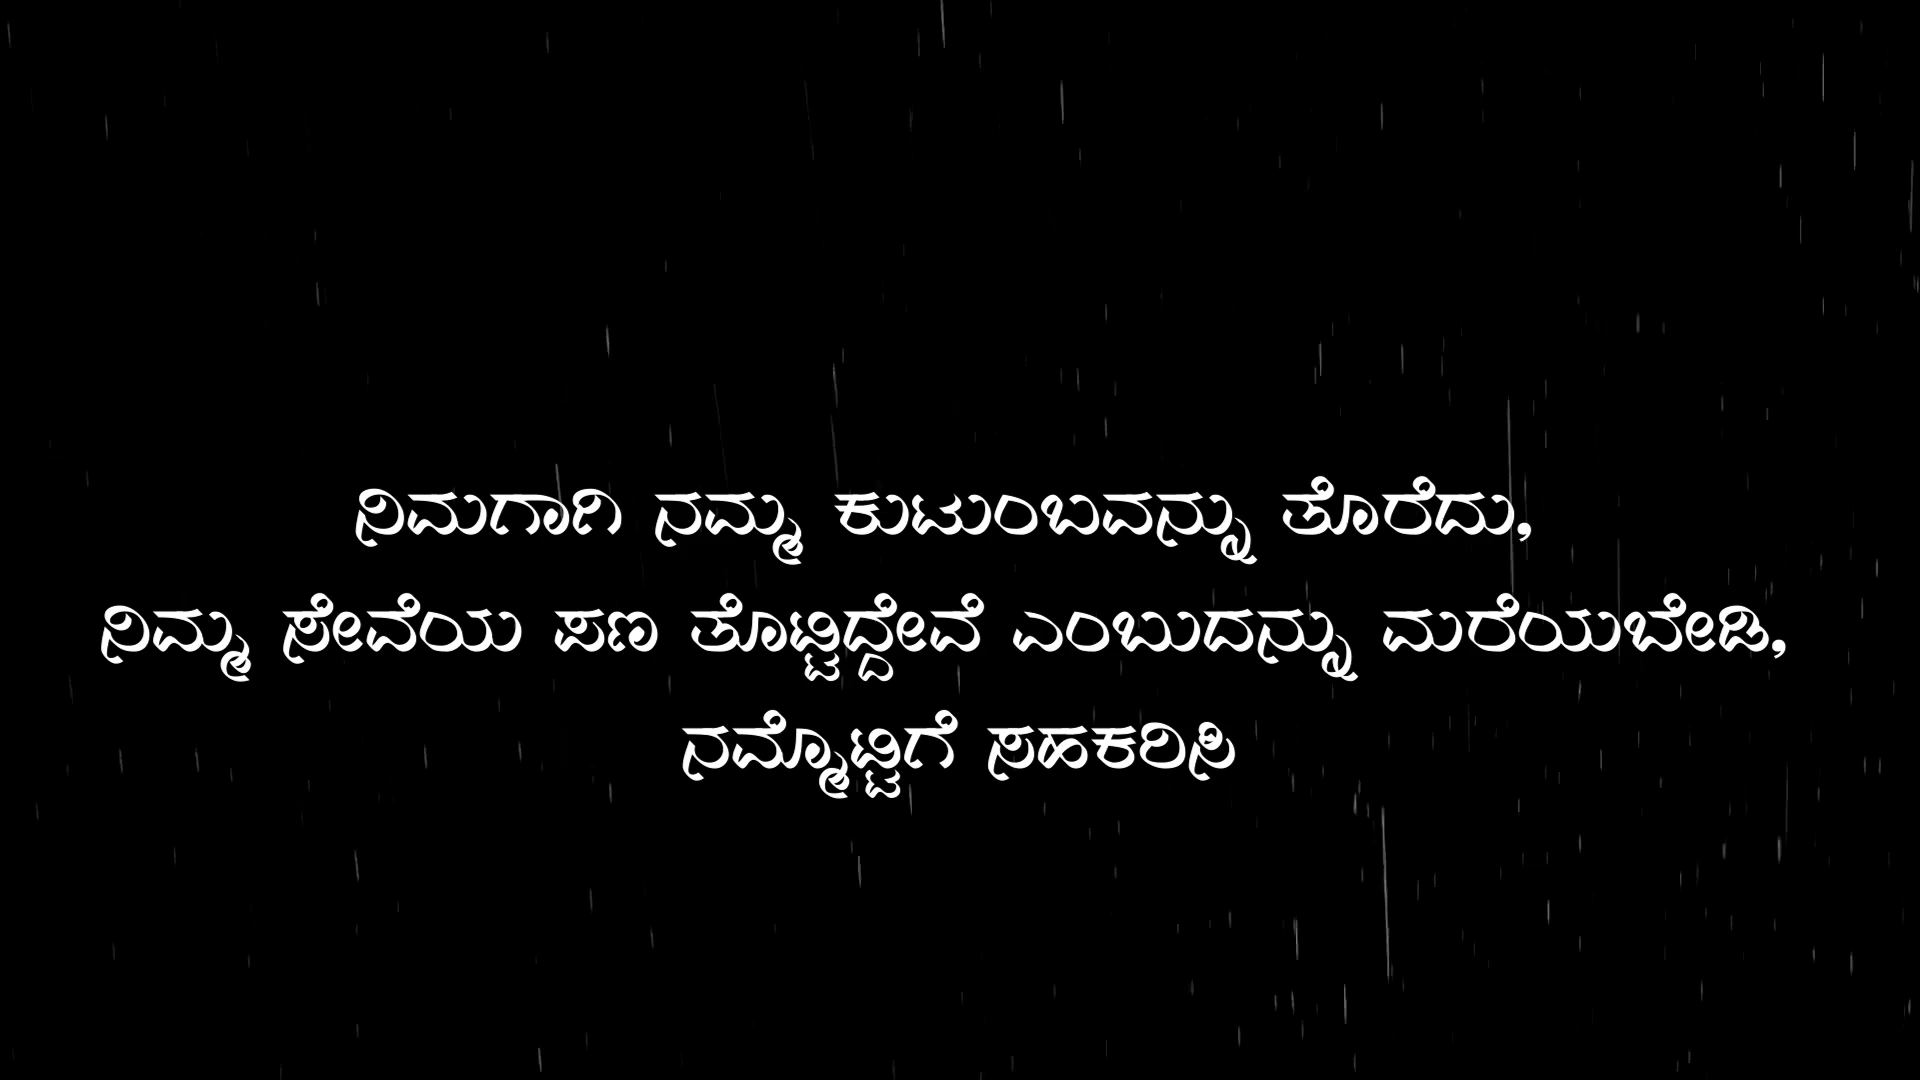 ನಿಮಗಾಗಿ ನಮ್ಮ ಕುಟುಂಬವನ್ನು ತೊರೆದು,
ನಿಮ್ಮ ಸೇವೆಯ ಪಣ ತೊಟ್ಟಿದ್ದೇವೆ ಎಂಬುದನ್ನು ಮರೆಯಬೇಡಿ,
ನಮ್ಮೊಟ್ಟಿಗೆ ಸಹಕರಿಸಿ